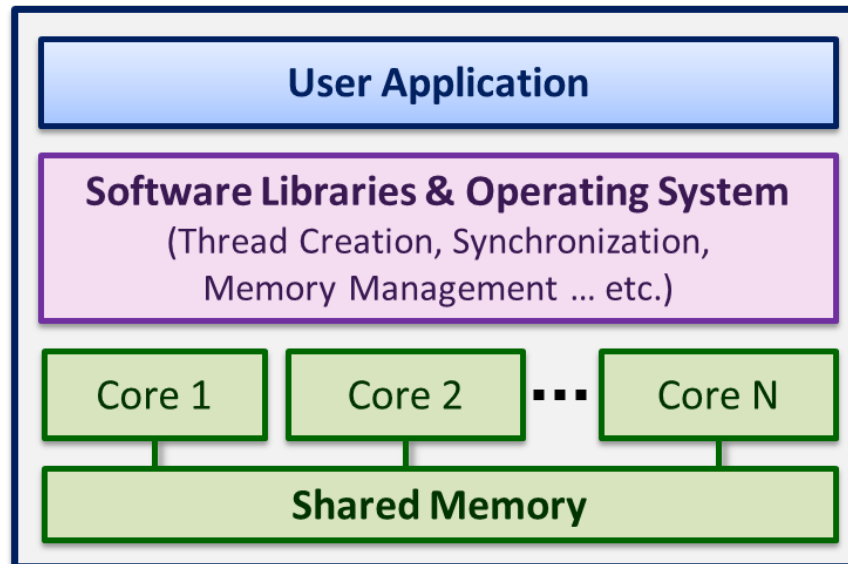 User Application
Software Libraries & Operating System
(Thread Creation, Synchronization,
Memory Management ... etc.)
Core 1
Core 2
...
Core N
Shared Memory